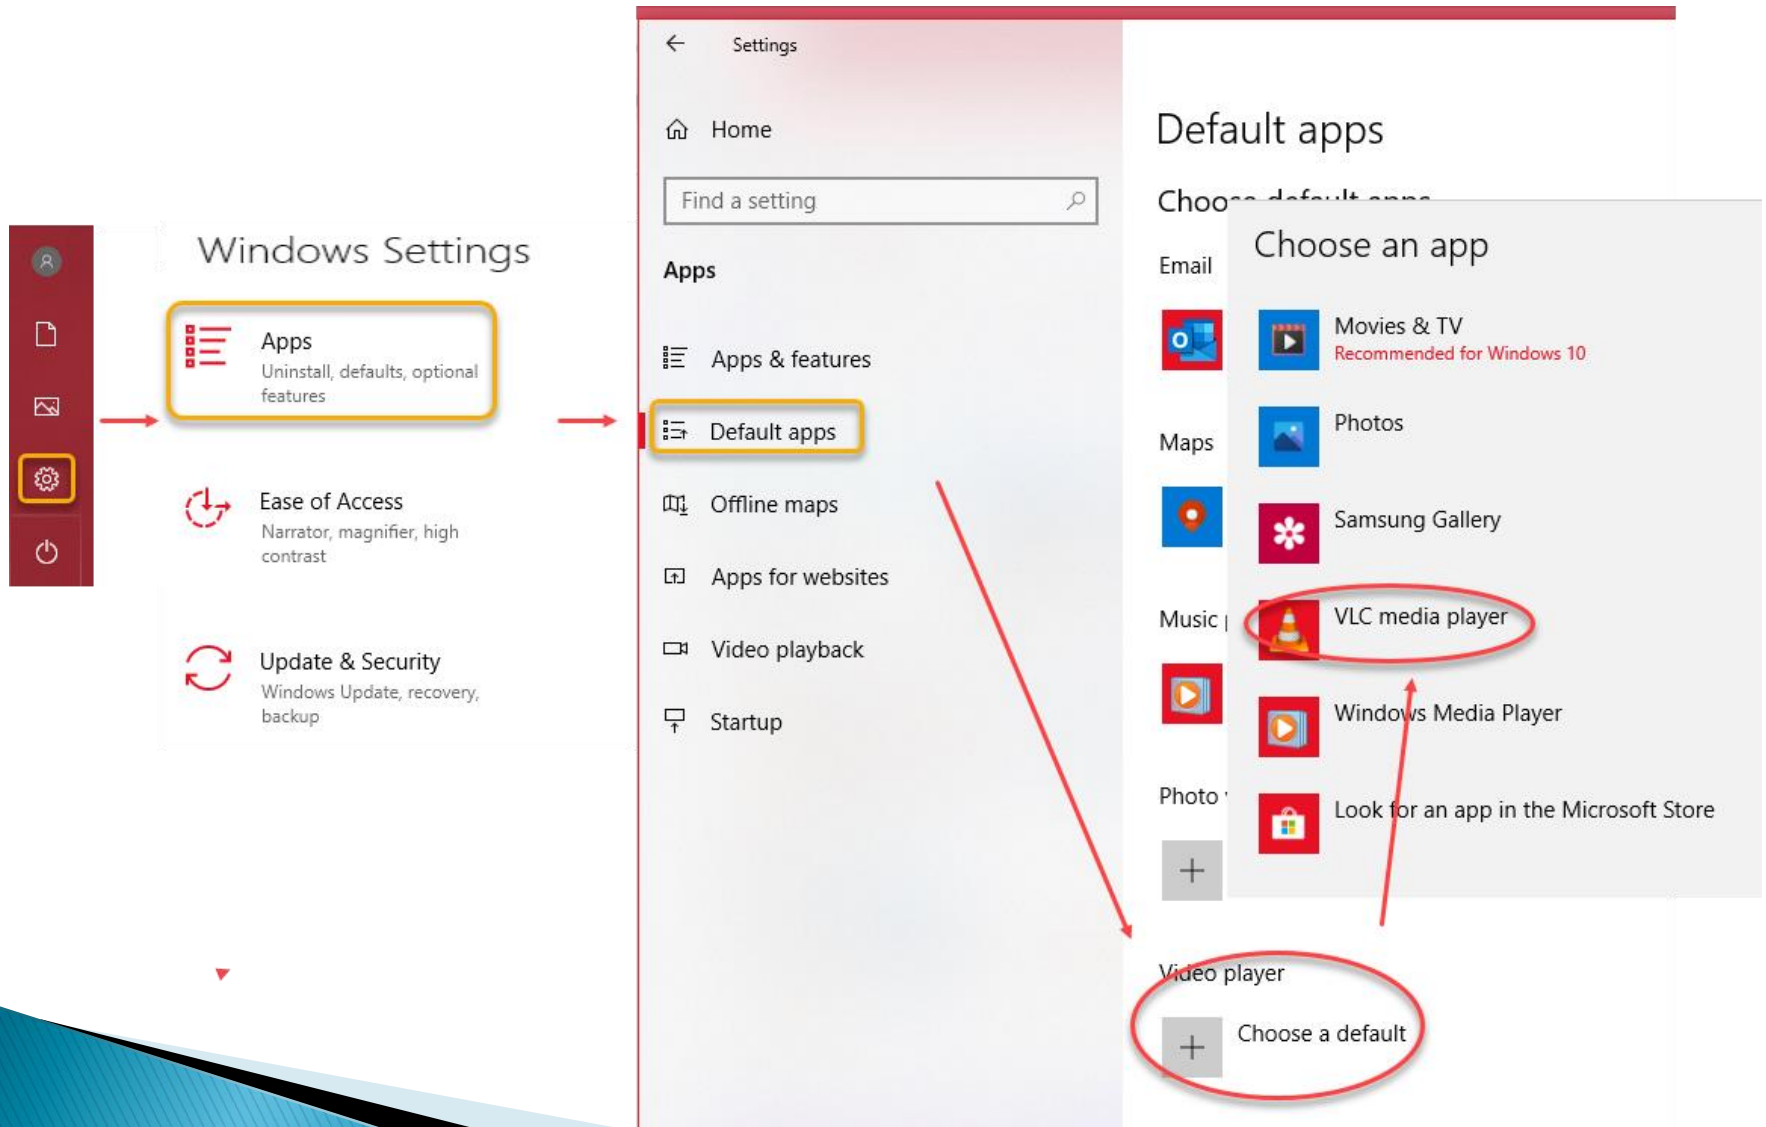 Windows Settings
Apps
Uninstall, defaults, optional
features
Ease of Access
Narrator, magnifier, high
contrast
Update & Security
Windows Update, recovery,
backup
Settings
Home
Find a setting
Apps
Apps & features
Default apps
Offline maps
Apps for websites
Video playback
Startup
Default apps
Choose default apps
Email
Maps
Music
Photo
Video player
Choose a default
Choose an app
Movies & TV
Recommended for Windows 10
Photos
Samsung Gallery
VLC media player
Windows Media Player
Look for an app in the Microsoft Store